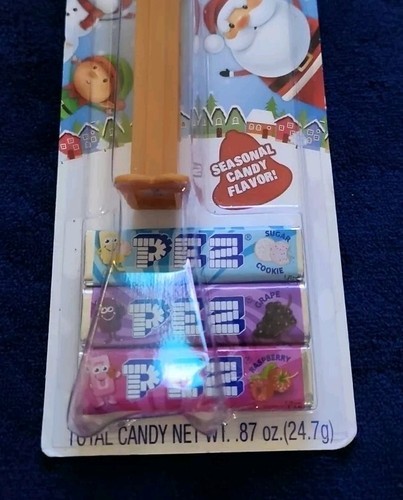 SEASONAL
CANDY
FLAVOR!
PEZ® SUGAR
COOKIE
PEZ GRAPE
PEZ RASPBERRY
TOTAL CANDY NET WT. .87 oz.(24.7g)